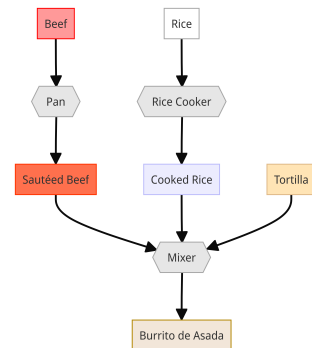 Beef
Rice
Pan
Rice Cooker
Sautéed Beef
Cooked Rice
Tortilla
Mixer
Burrito de Asada